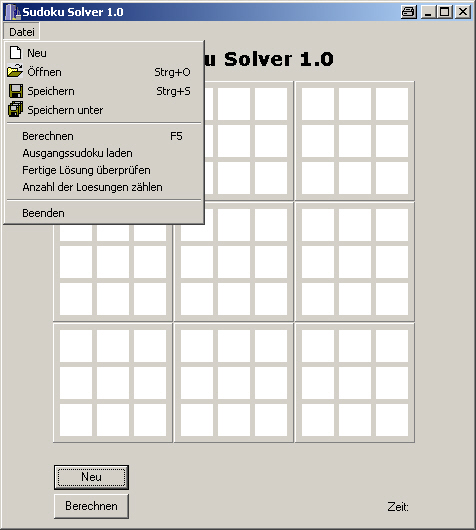 Sudoku Solver 1.0
Datei
Neu
Öffnen Strg+O
Speichern Strg+S
Speichern unter
Berechnen F5
Ausgangssudoku laden
Fertige Lösung überprüfen
Anzahl der Loesungen zählen
Beenden
u Solver 1.0
Neu
Berechnen
Zeit: